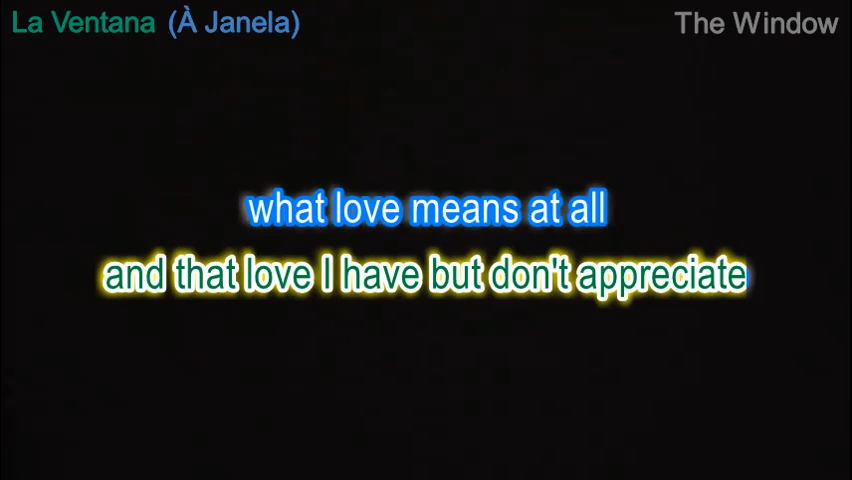 La Ventana (À Janela) The Window
what love means at all
and that love I have but don't appreciate